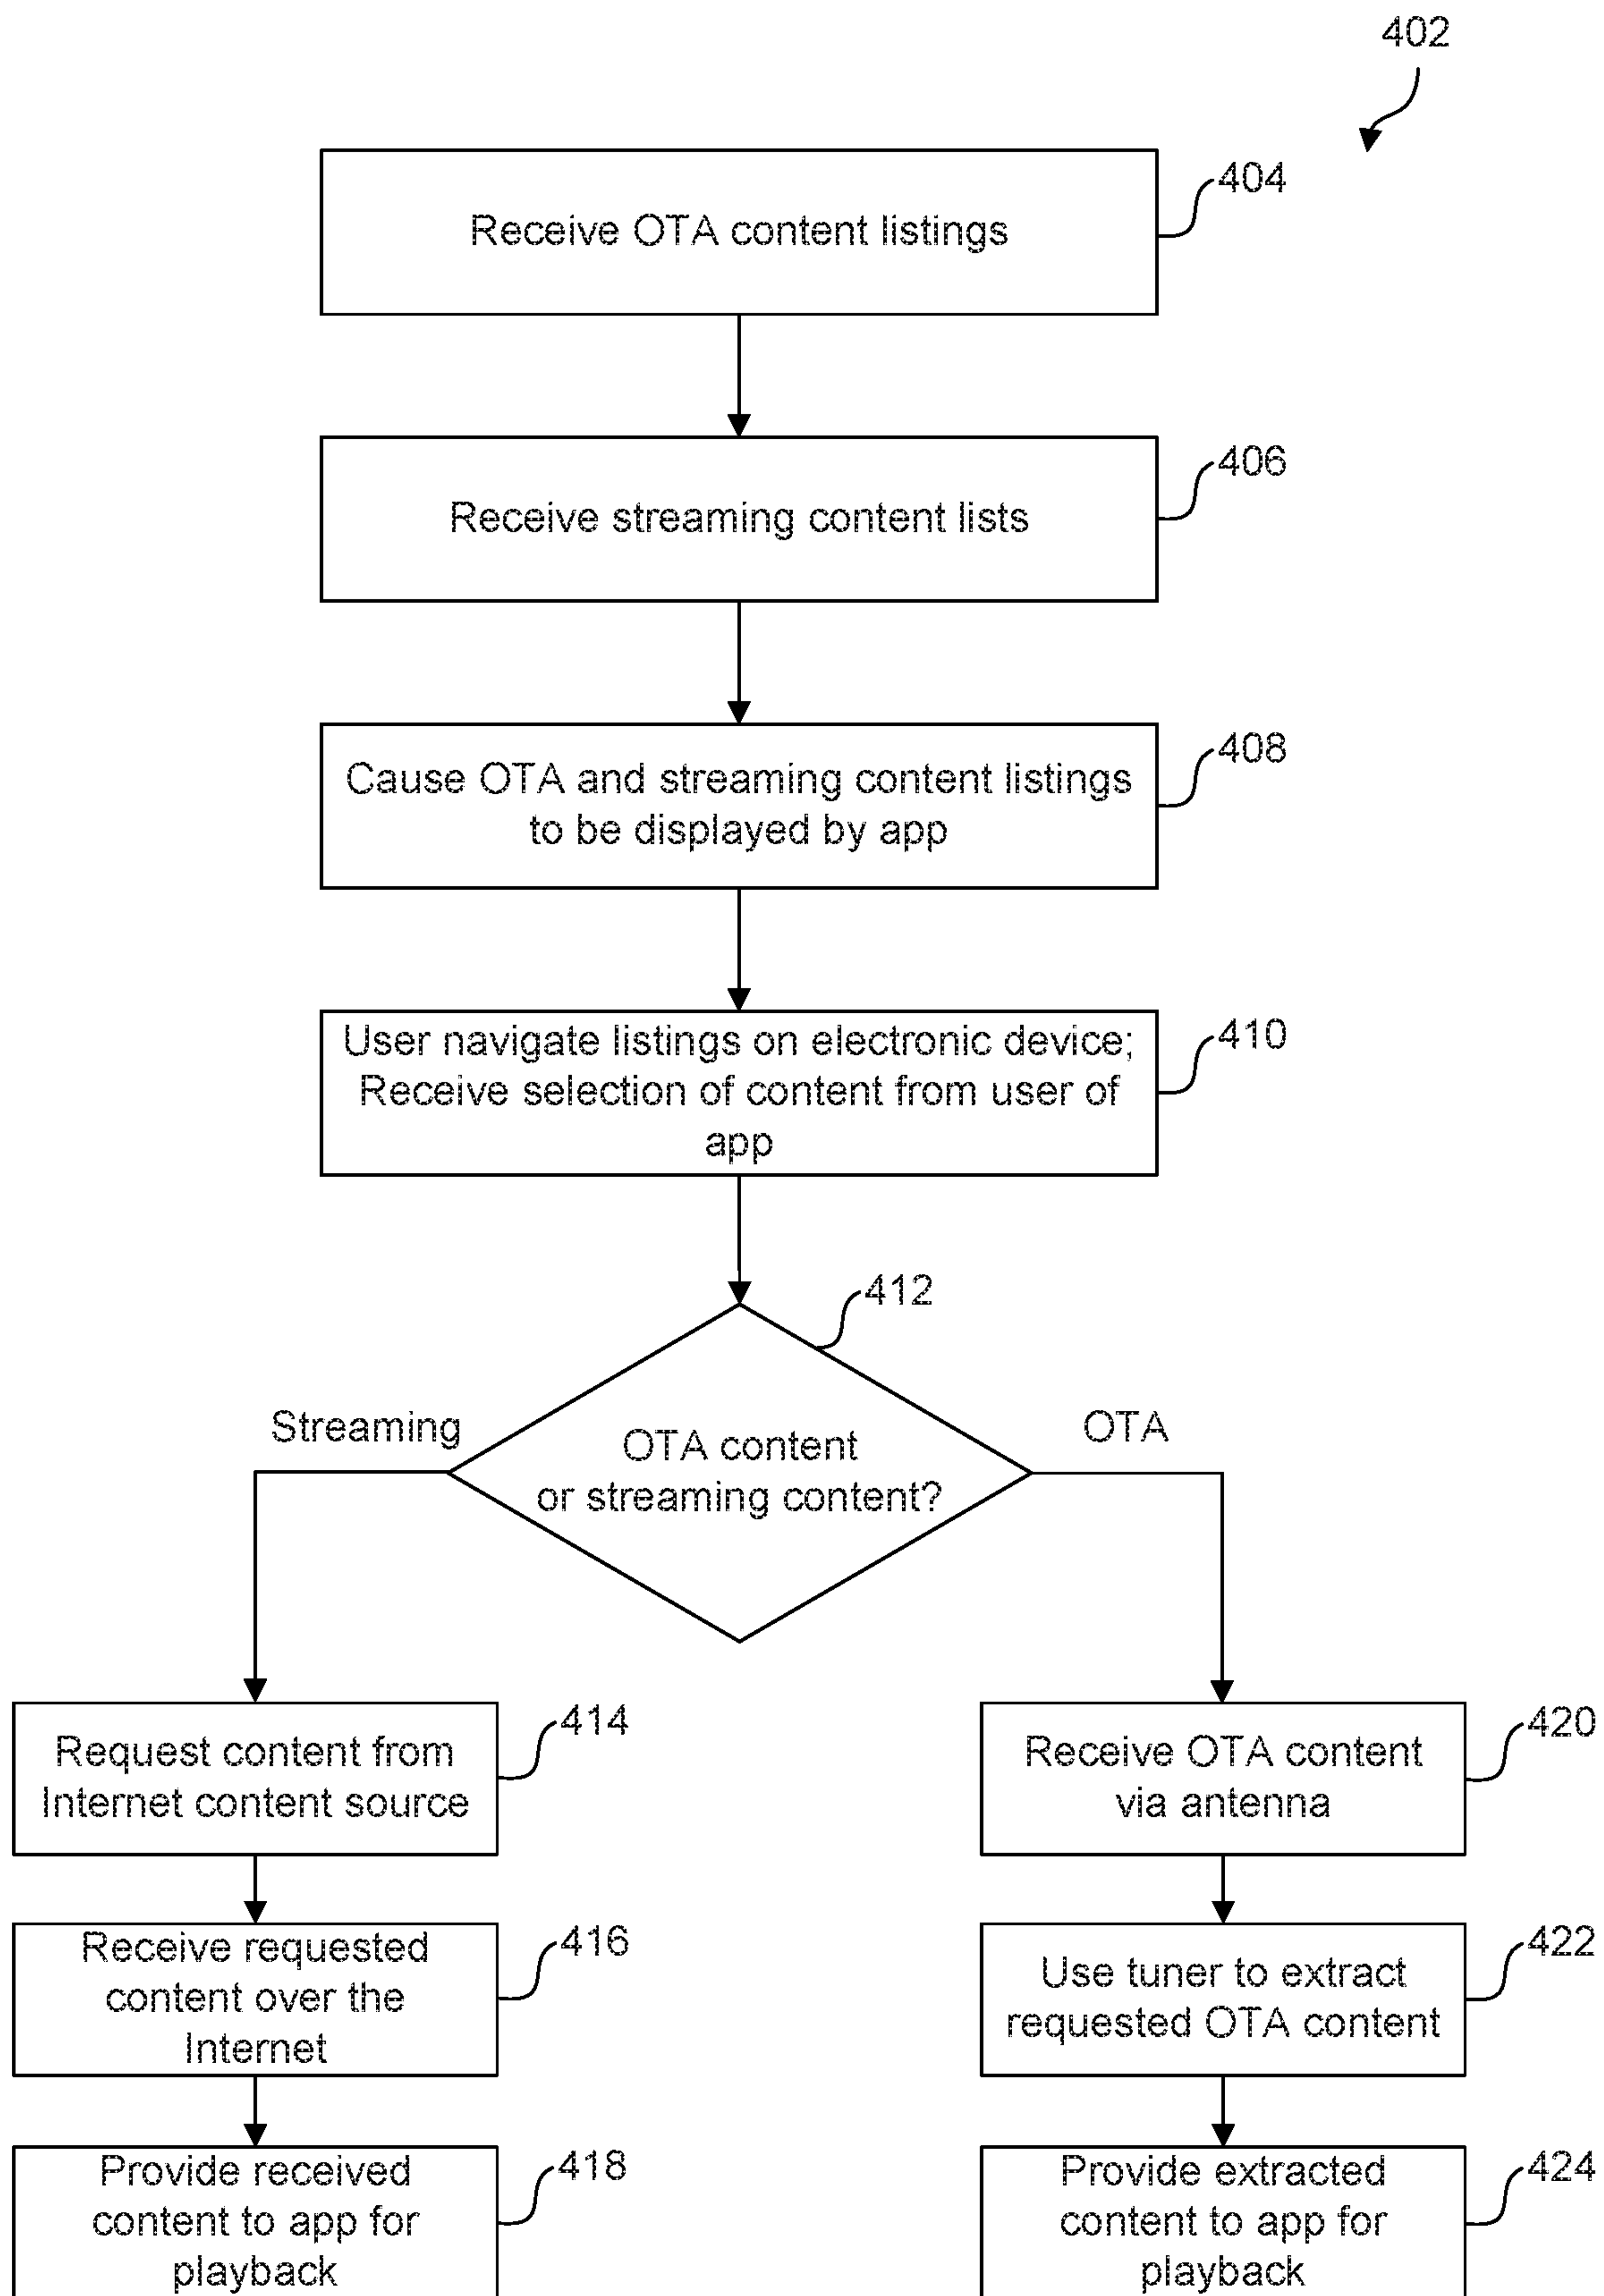 402
Receive OTA content listings
404
Receive streaming content lists
406
Cause OTA and streaming content listings
to be displayed by app
408
User navigate listings on electronic device;
Receive selection of content from user of
app
410
412
OTA content
or streaming content?
Streaming
OTA
Request content from
Internet content source
414
Receive requested
content over the
Internet
416
Provide received
content to app for
playback
418
Receive OTA content
via antenna
420
Use tuner to extract
requested OTA content
422
Provide extracted
content to app for
playback
424